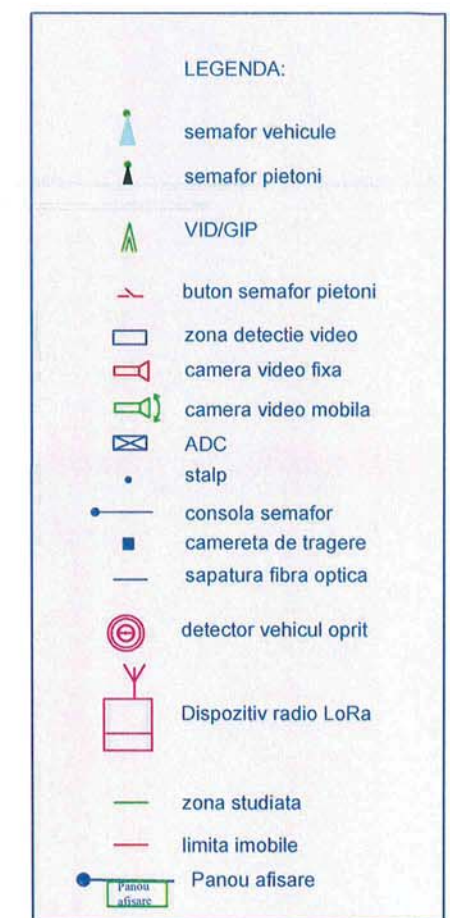 LEGENDA:
semafor vehicule
semafor pietoni
VID/GIP
buton semafor pietoni
zona detectie video
camera video fixa
camera video mobila
ADC
stalp
consola semafor
camereta de tragere
sapatura fibra optica
detector vehicul oprit
Dispozitiv radio LoRa
zona studiata
limita imobile
Panou afisare
Panou
afisare